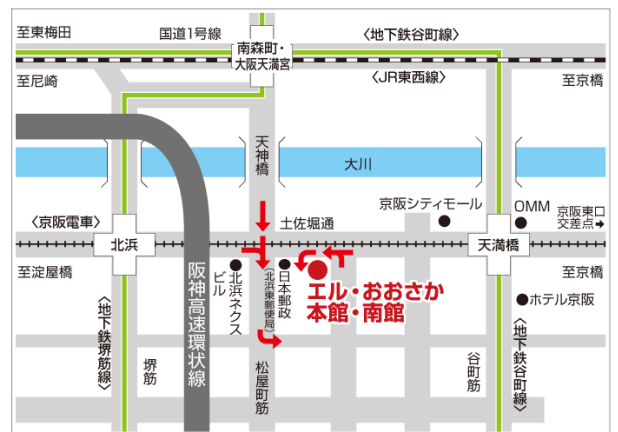 至東梅田
国道1号線
南森町・
大阪天満宮
〈地下鉄谷町線〉
至尼崎
〈JR東西線〉
至京橋
天神橋
大川
京阪シティモール
OMM
京阪東口
交差点➡
〈京阪電車〉
土佐堀通
北浜
天満橋
至淀屋橋
阪神高速環状線
北浜ネクス
ビル
日本郵政
(北浜東郵便局)
エル・おおさか
本館・南館
至京橋
ホテル京阪
〈地下鉄堺筋線〉
堺筋
松屋町筋
谷町筋
〈地下鉄谷町線〉